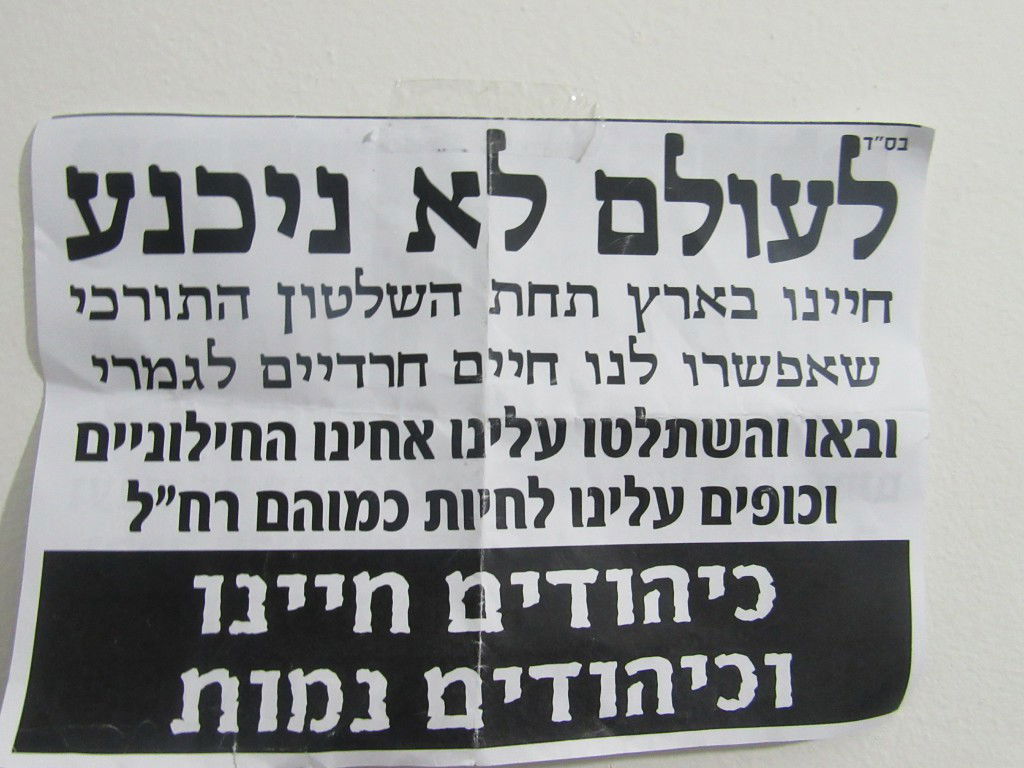 בס"ד
לעולם לא ניכנע
חיינו בארץ תחת השלטון התורכי
שאפשרו לנו חיים חרדיים לגמרי
ובאו והשתלטו עלינו אחינו החילוניים
וכופים עלינו לחיות כמוהם רח"ל
כיהודים חיינו
וכיהודים נמות